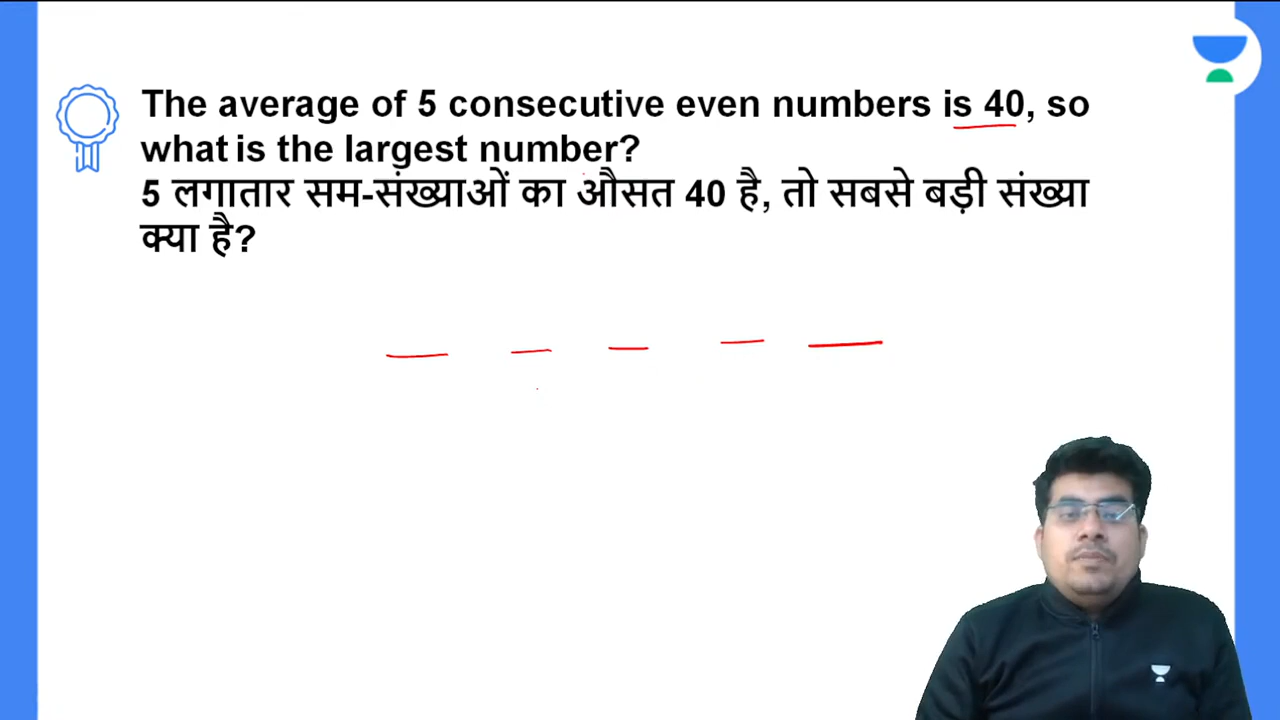 The average of 5 consecutive even numbers is 40, so
what is the largest number?
5 लगातार सम-संख्याओं का औसत 40 है, तो सबसे बड़ी संख्या
क्या है?